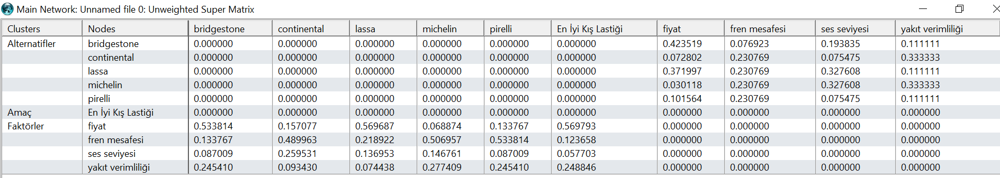 Main Network: Unnamed file 0: Unweighted Super Matrix
Clusters Nodes bridgestone continental lassa michelin pirelli En İyi Kış Lastiği fiyat fren mesafesi ses seviyesi yakıt verimliliği
Alternatifler bridgestone 0.000000 0.000000 0.000000 0.000000 0.000000 0.000000 0.423519 0.076923 0.193835 0.111111
continental 0.000000 0.000000 0.000000 0.000000 0.000000 0.000000 0.072802 0.230769 0.075475 0.333333
lassa 0.000000 0.000000 0.000000 0.000000 0.000000 0.000000 0.371997 0.230769 0.327608 0.111111
michelin 0.000000 0.000000 0.000000 0.000000 0.000000 0.000000 0.030118 0.230769 0.327608 0.333333
pirelli 0.000000 0.000000 0.000000 0.000000 0.000000 0.000000 0.101564 0.230769 0.075475 0.111111
Amaç En İyi Kış Lastiği 0.000000 0.000000 0.000000 0.000000 0.000000 0.000000 0.000000 0.000000 0.000000 0.000000
Faktörler fiyat 0.533814 0.157077 0.569687 0.068874 0.133767 0.569793 0.000000 0.000000 0.000000 0.000000
fren mesafesi 0.133767 0.489963 0.218922 0.506957 0.533814 0.123658 0.000000 0.000000 0.000000 0.000000
ses seviyesi 0.087009 0.259531 0.136953 0.146761 0.087009 0.057703 0.000000 0.000000 0.000000 0.000000
yakıt verimliliği 0.245410 0.093430 0.074438 0.277409 0.245410 0.248846 0.000000 0.000000 0.000000 0.000000